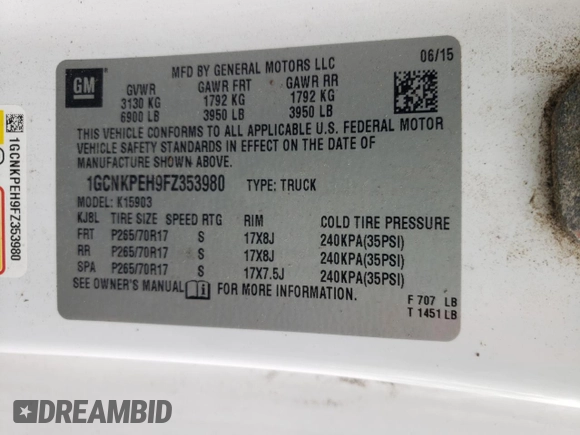 GM
MFD BY GENERAL MOTORS LLC 06/15
GVWR GAWR FRT GAWR RR
3130 KG 1792 KG 1792 KG
6900 LB 3950 LB 3950 LB
THIS VEHICLE CONFORMS TO ALL APPLICABLE U.S. FEDERAL MOTOR
VEHICLE SAFETY STANDARDS IN EFFECT ON THE DATE OF
MANUFACTURE SHOWN ABOVE.
1GCNKPEH9FZ353980 TYPE: TRUCK
MODEL: K15903
KJBL TIRE SIZE SPEED RTG RIM COLD TIRE PRESSURE
FRT P265/70R17 S 17X8J 240KPA(35PSI)
RR P265/70R17 S 17X8J 240KPA(35PSI)
SPA P265/70R17 S 17X7.5J 240KPA(35PSI)
SEE OWNER'S MANUAL i FOR MORE INFORMATION.
F 707 LB
T 1451 LB
1GCNKPEH9FZ353980
DREAMBID